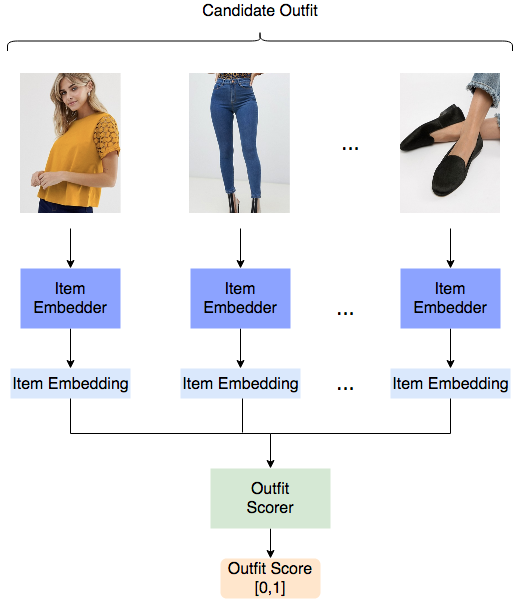 Candidate Outfit
...
Item
Embedder
Item
Embedder
...
Item
Embedder
Item Embedding
Item Embedding
...
Item Embedding
Outfit
Scorer
Outfit Score
[0,1]